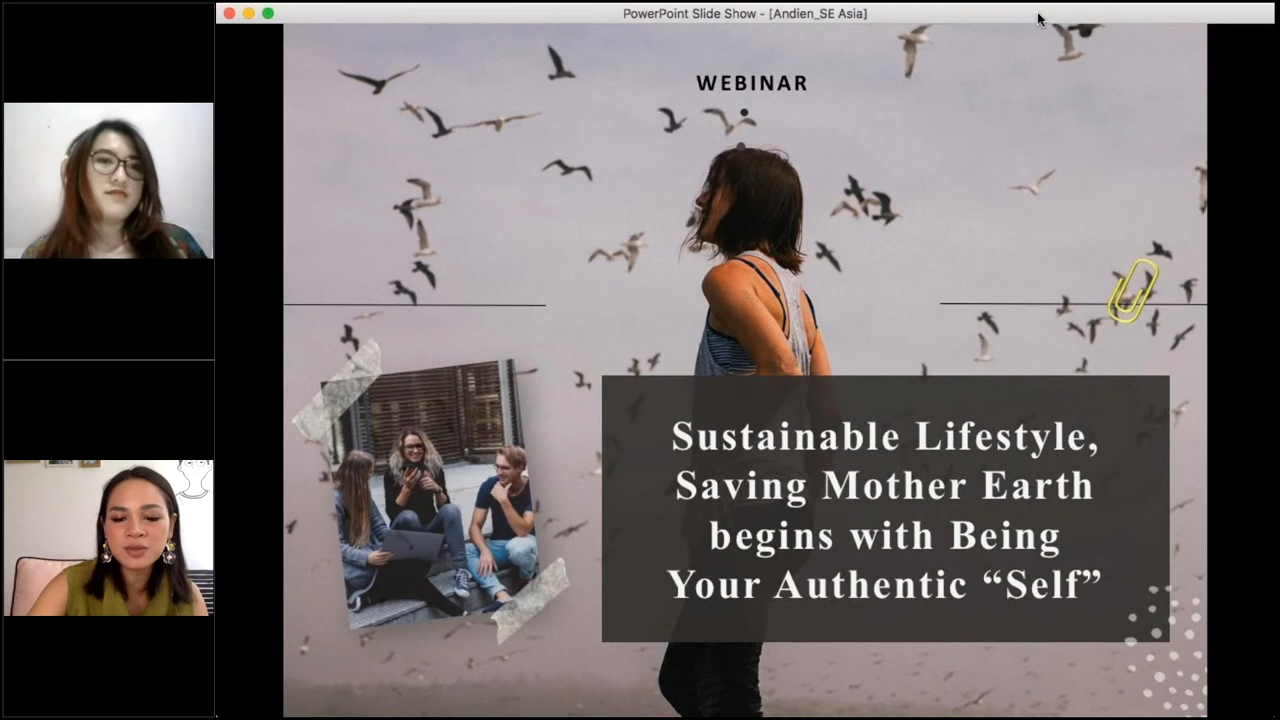 PowerPoint Slide Show - [Andien_SE Asia]
WEBINAR
Sustainable Lifestyle,
Saving Mother Earth
begins with Being
Your Authentic “Self”